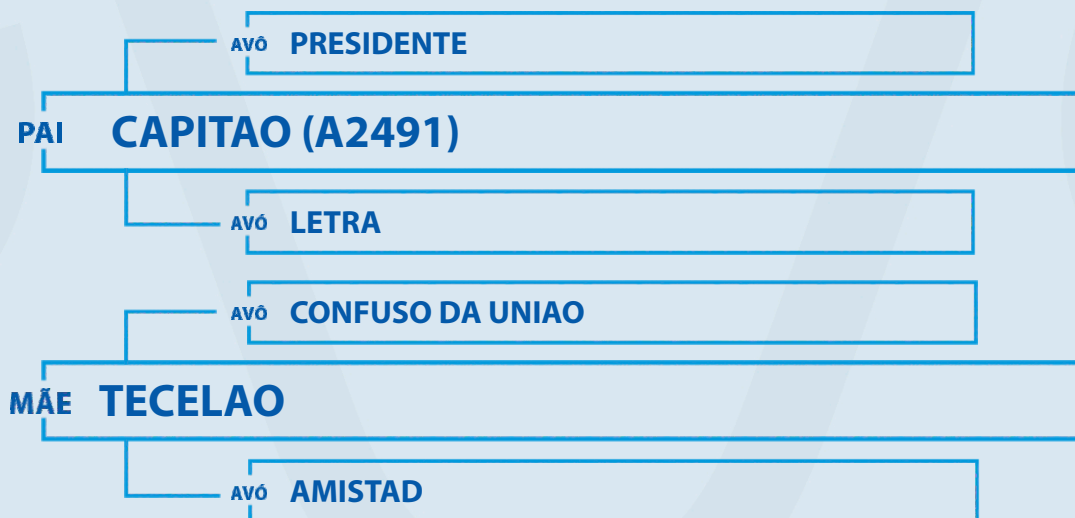 AVÔ PRESIDENTE
PAI CAPITAO (A2491)
AVÓ LETRA
AVÔ CONFUSO DA UNIAO
MÃE TECELAO
AVÓ AMISTAD